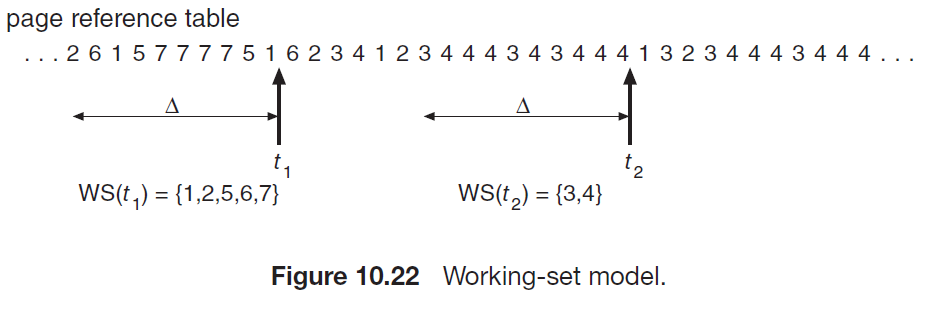 page reference table
. . . 2 6 1 5 7 7 7 7 5 1 6 2 3 4 1 2 3 4 4 4 3 4 3 4 4 4 1 3 2 3 4 4 4 3 4 4 4 . . .
Δ Δ
t1 t2
WS(t1) = {1,2,5,6,7} WS(t2) = {3,4}
Figure 10.22 Working-set model.